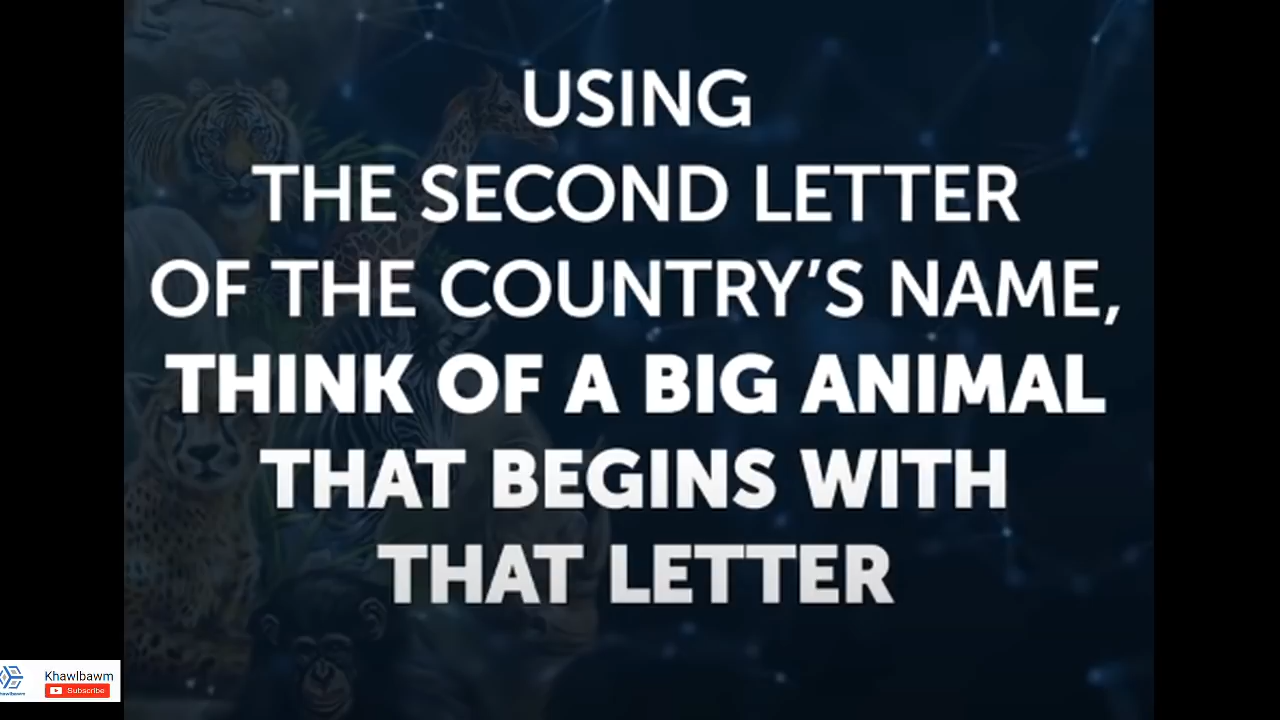 USING
THE SECOND LETTER
OF THE COUNTRY’S NAME,
THINK OF A BIG ANIMAL
THAT BEGINS WITH
THAT LETTER
Khawlbawm
Subscribe